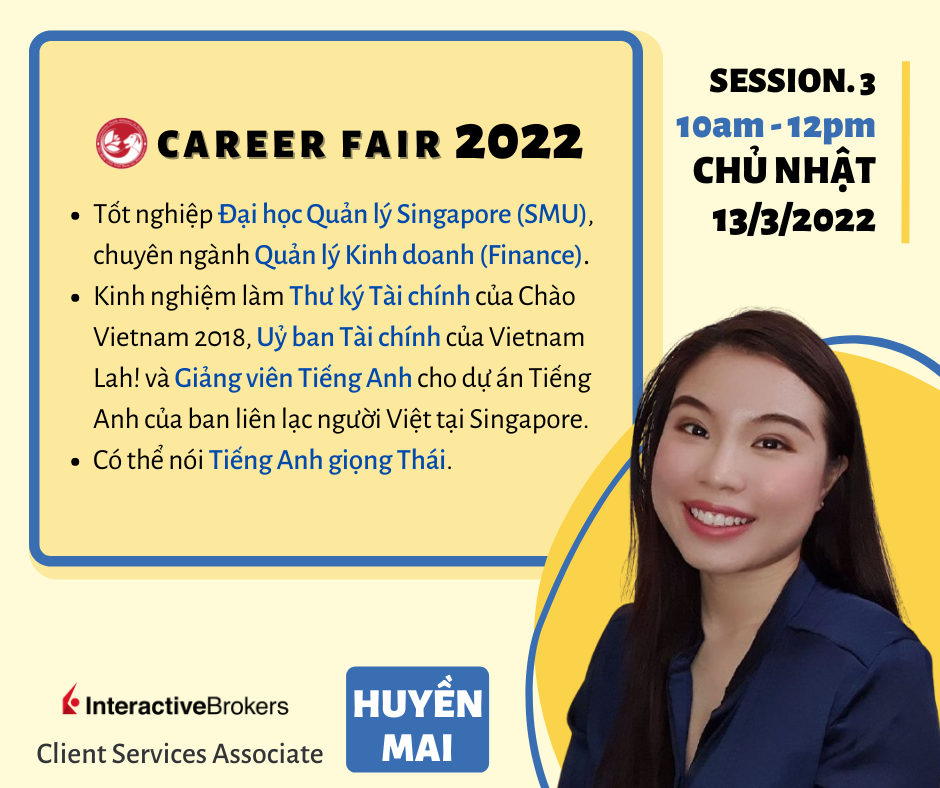 CAREER FAIR 2022
Tốt nghiệp Đại học Quản lý Singapore (SMU),
chuyên ngành Quản lý Kinh doanh (Finance).
Kinh nghiệm làm Thư ký Tài chính của Chào
Vietnam 2018, Uỷ ban Tài chính của Vietnam
Lah! và Giảng viên Tiếng Anh cho dự án Tiếng
Anh của ban liên lạc người Việt tại Singapore.
Có thể nói Tiếng Anh giọng Thái.
SESSION. 3
10am - 12pm
CHỦ NHẬT
13/3/2022
InteractiveBrokers
Client Services Associate
HUYỀN
MAI